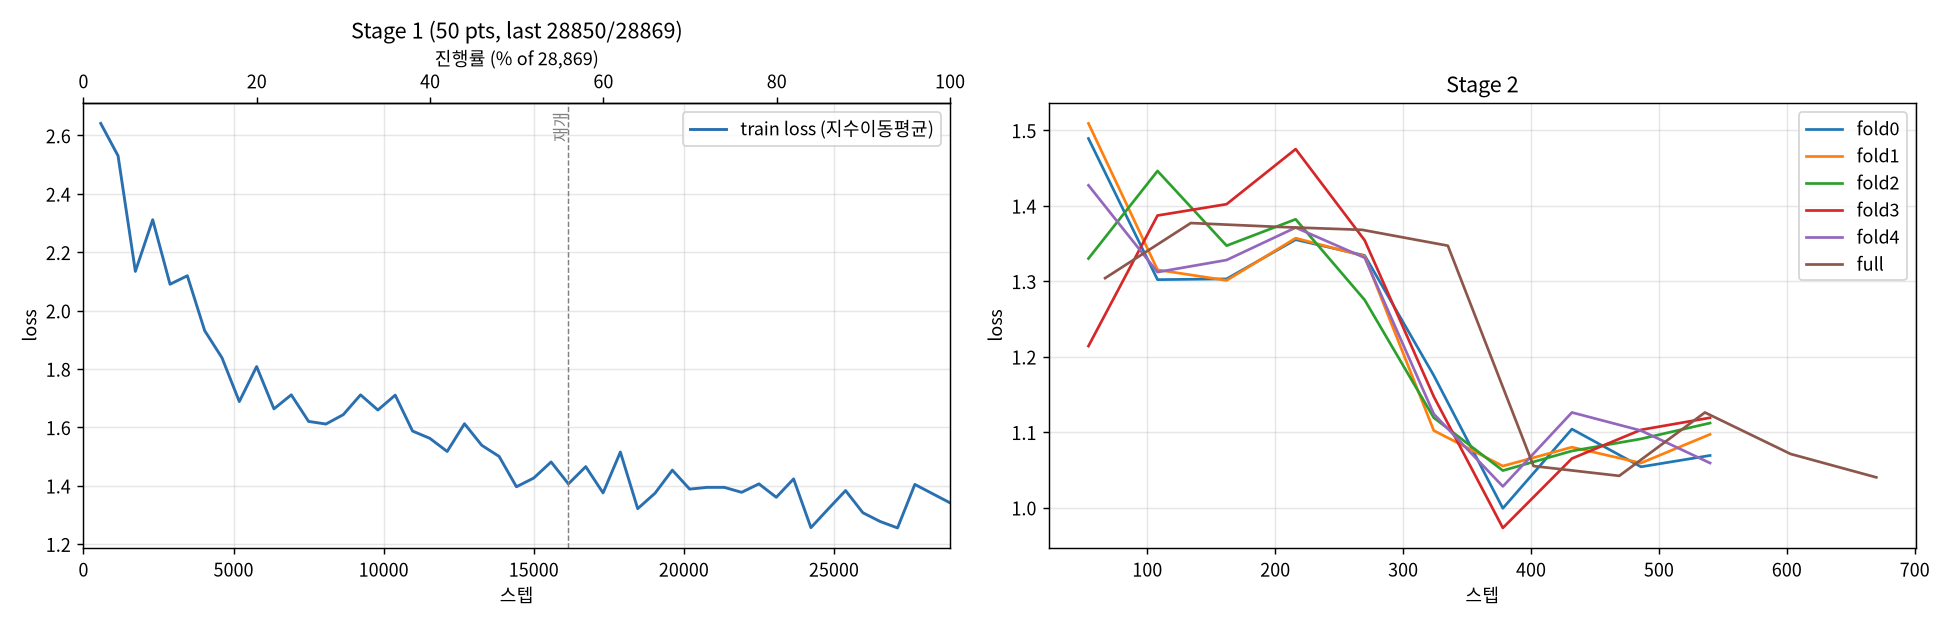 Stage 1 (50 pts, last 28850/28869)
진행률 (% of 28,869)
0 20 40 60 80 100
재개
train loss (지수이동평균)
loss
2.6
2.4
2.2
2.0
1.8
1.6
1.4
1.2
0 5000 10000 15000 20000 25000
스텝
Stage 2
fold0
fold1
fold2
fold3
fold4
full
loss
1.5
1.4
1.3
1.2
1.1
1.0
100 200 300 400 500 600 700
스텝